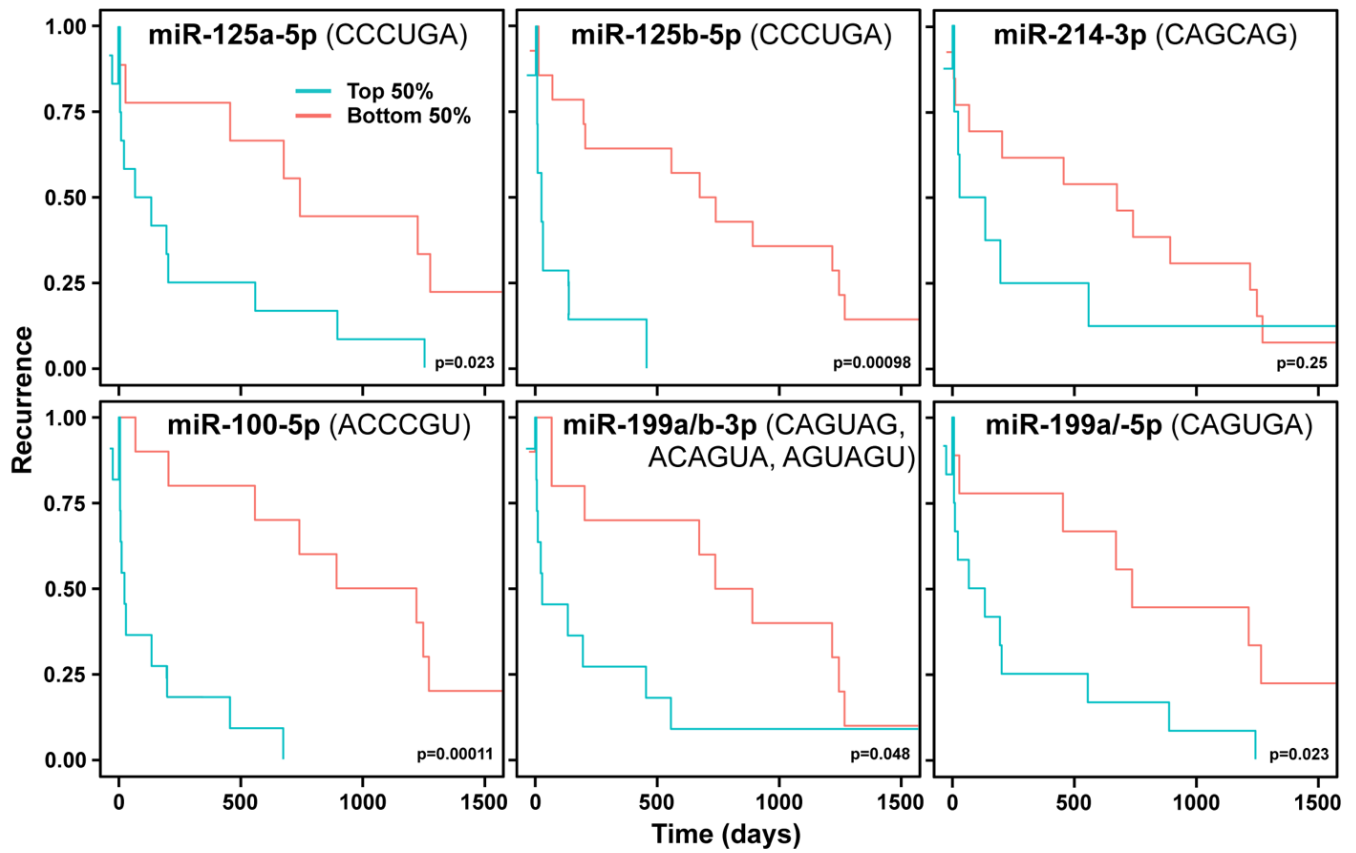 miR-125a-5p (CCCUGA)
Top 50%
Bottom 50%
p=0.023
miR-125b-5p (CCCUGA)
p=0.00098
miR-214-3p (CAGCAG)
p=0.25
1.00
0.75
0.50
0.25
0.00
miR-100-5p (ACCCGU)
p=0.00011
miR-199a/b-3p (CAGUAG,
ACAGUA, AGUAGU)
p=0.048
miR-199a/-5p (CAGUGA)
p=0.023
1.00
0.75
0.50
0.25
0.00
Recurrence
0 500 1000 1500
0 500 1000 1500
0 500 1000 1500
Time (days)